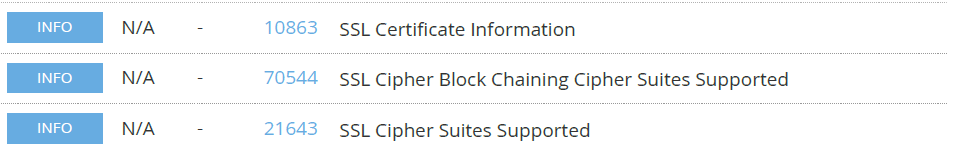 INFO N/A - 10863 SSL Certificate Information
INFO N/A - 70544 SSL Cipher Block Chaining Cipher Suites Supported
INFO N/A - 21643 SSL Cipher Suites Supported